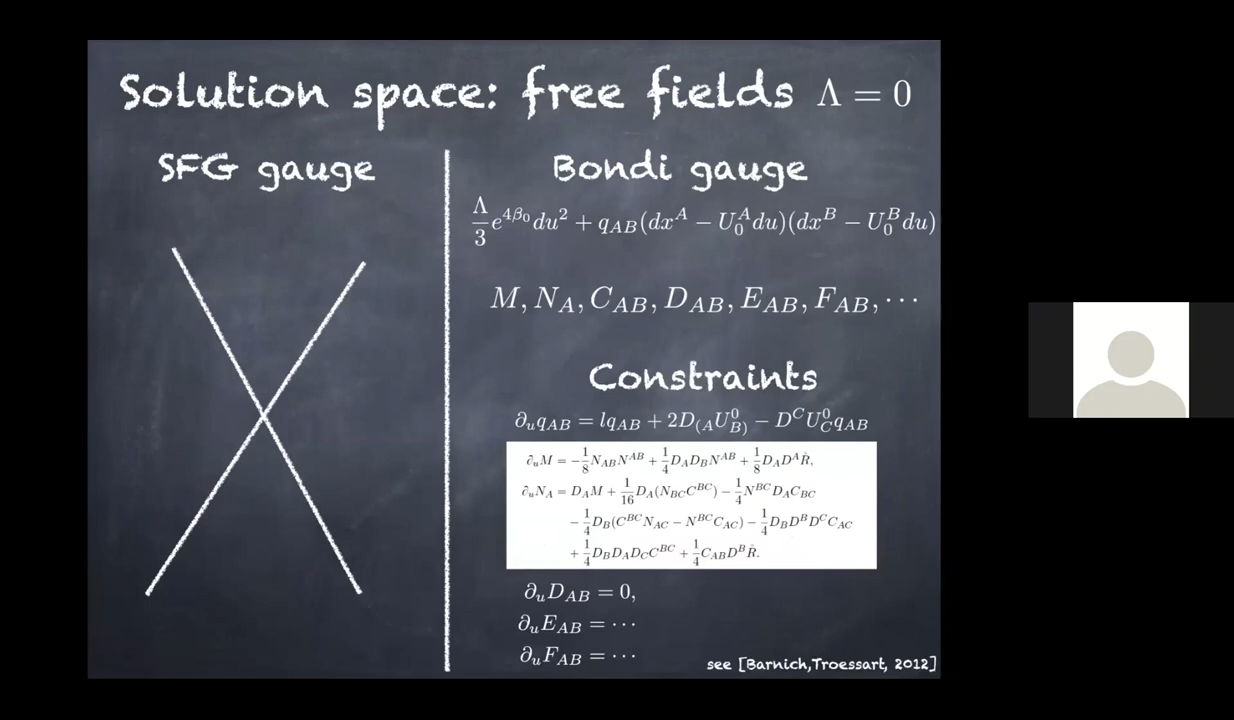 Solution space: free fields Λ = 0
SFG gauge
Bondi gauge
Λ/3 e^{4β_0} du^2 + q_{AB}(dx^A − U_0^A du)(dx^B − U_0^B du)
M, N_A, C_{AB}, D_{AB}, E_{AB}, F_{AB}, ⋯
Constraints
∂_u q_{AB} = l q_{AB} + 2D_{(A}U^0_{B)} − D^C U^0_C q_{AB}
∂_u M = −1/8 N_{AB}N^{AB} + 1/4 D_A D_B N^{AB} + 1/8 D_A D^A R̊,
∂_u N_A = D_A M + 1/16 D_A(N_{BC}C^{BC}) − 1/4 N^{BC} D_A C_{BC}
− 1/4 D_B(C^{BC}N_{AC} − N^{BC}C_{AC}) − 1/4 D_B D^B D^C C_{AC}
+ 1/4 D_B D_A D_C C^{BC} + 1/4 C_{AB} D^B R̊.
∂_u D_{AB} = 0,
∂_u E_{AB} = ⋯
∂_u F_{AB} = ⋯
see [Barnich,Troessart, 2012]